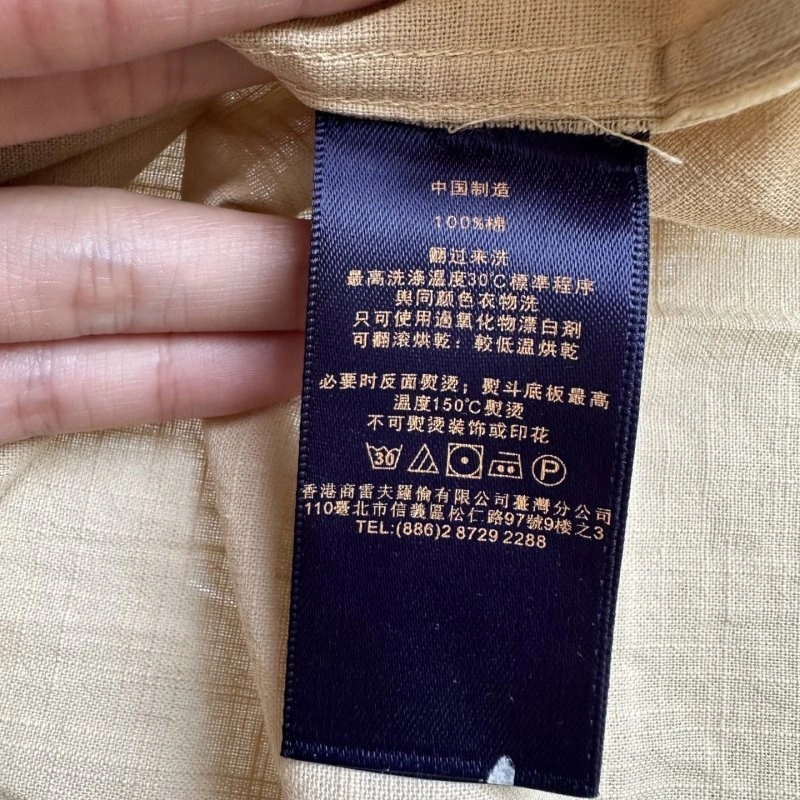 中国制造
100%棉
翻过来洗
最高洗涤温度30℃標準程序
與同颜色衣物洗
只可使用過氧化物漂白劑
可翻滾烘乾：較低温烘乾
必要时反面熨烫；熨斗底板最高
温度150℃熨烫
不可熨烫装饰或印花
30 P
香港商雷夫羅倫有限公司臺灣分公司
110臺北市信義區松仁路97號9楼之3
TEL:(886)2 8729 2288